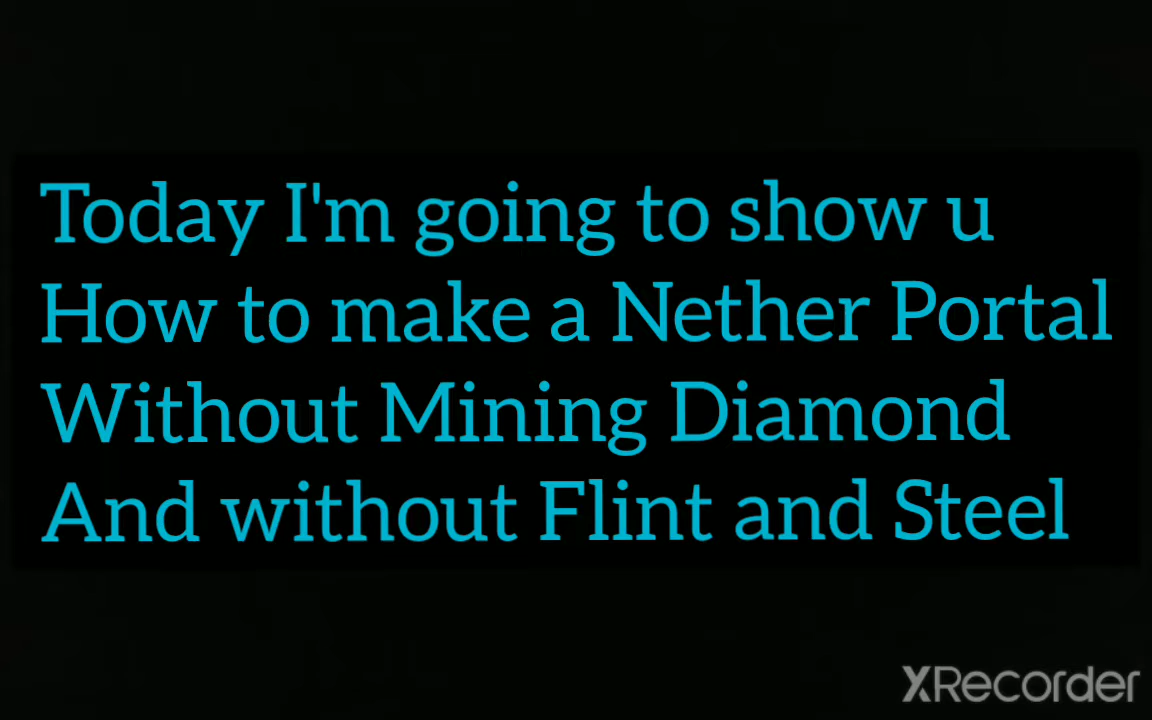 Today I'm going to show u
How to make a Nether Portal
Without Mining Diamond
And without Flint and Steel
XRecorder